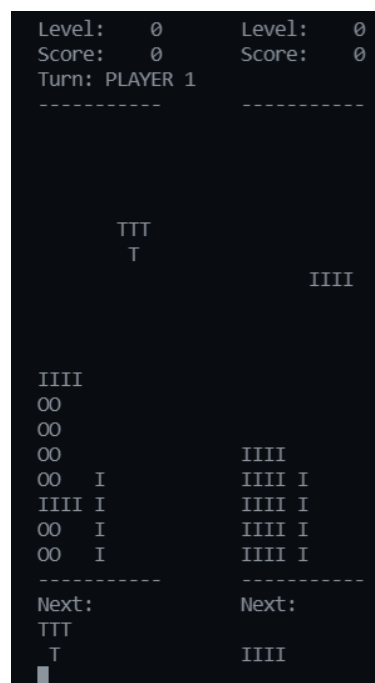 Level:    0       Level:    0
Score:    0       Score:    0
Turn: PLAYER 1
-----------       -----------
       TTT
        T
                        IIII
IIII
OO
OO
OO                IIII
OO   I            IIII I
IIII I            IIII I
OO   I            IIII I
OO   I            IIII I
-----------       -----------
Next:             Next:
TTT
 T                IIII